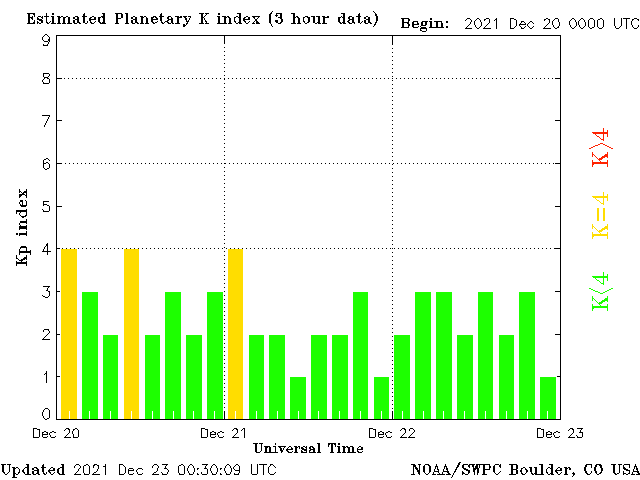 Estimated Planetary K index (3 hour data) Begin: 2021 Dec 20 0000 UTC
9
8
7
6
5
4
3
2
1
0
Kp index
K>4
K=4
K<4
Dec 20 Dec 21 Dec 22 Dec 23
Universal Time
Updated 2021 Dec 23 00:30:09 UTC NOAA/SWPC Boulder, CO USA